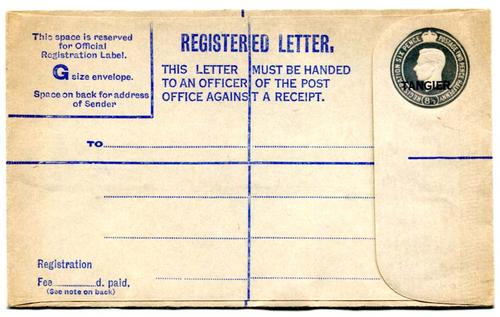 This space is reserved
for Official
Registration Label.
G size envelope.
Space on back for address
of Sender
REGISTERED LETTER.
THIS LETTER MUST BE HANDED
TO AN OFFICER OF THE POST
OFFICE AGAINST A RECEIPT.
REGISTRATION SIX PENCE
TANGIER
TO
Registration
Fee d. paid,
(See note on back)